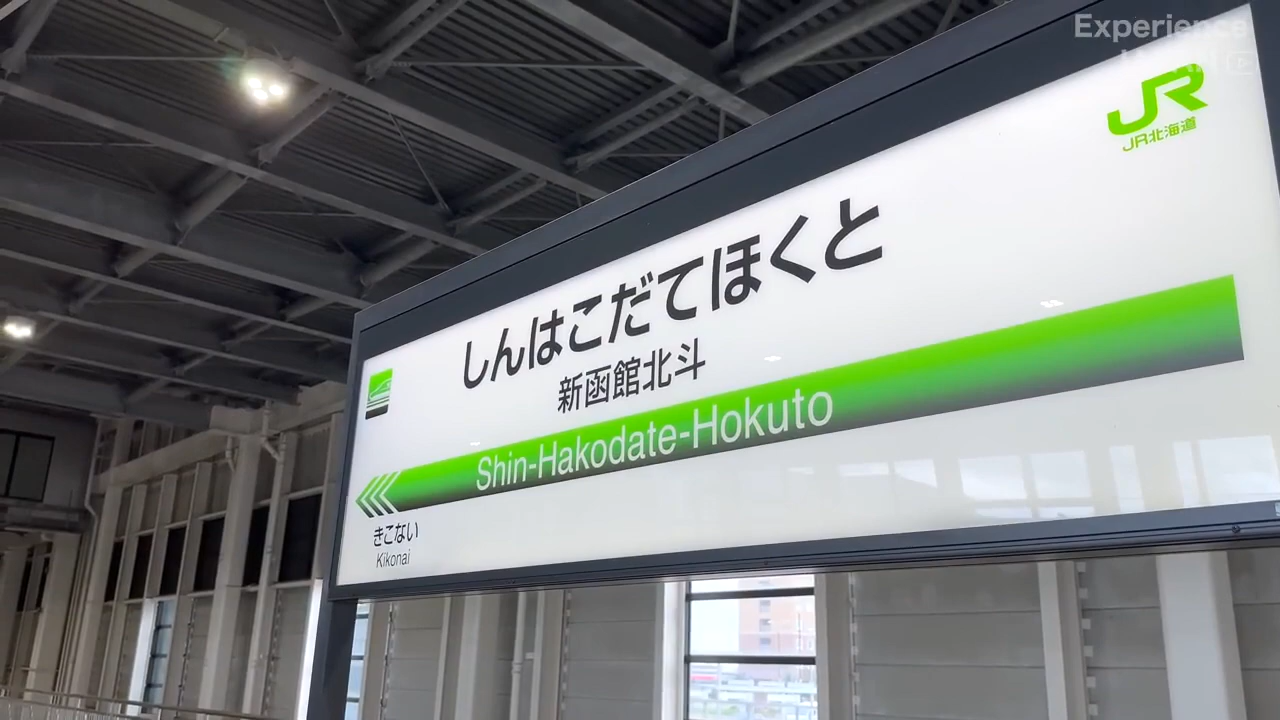 Experience
JR
JR北海道
しんはこだてほくと
新函館北斗
Shin-Hakodate-Hokuto
きこない
Kikonai